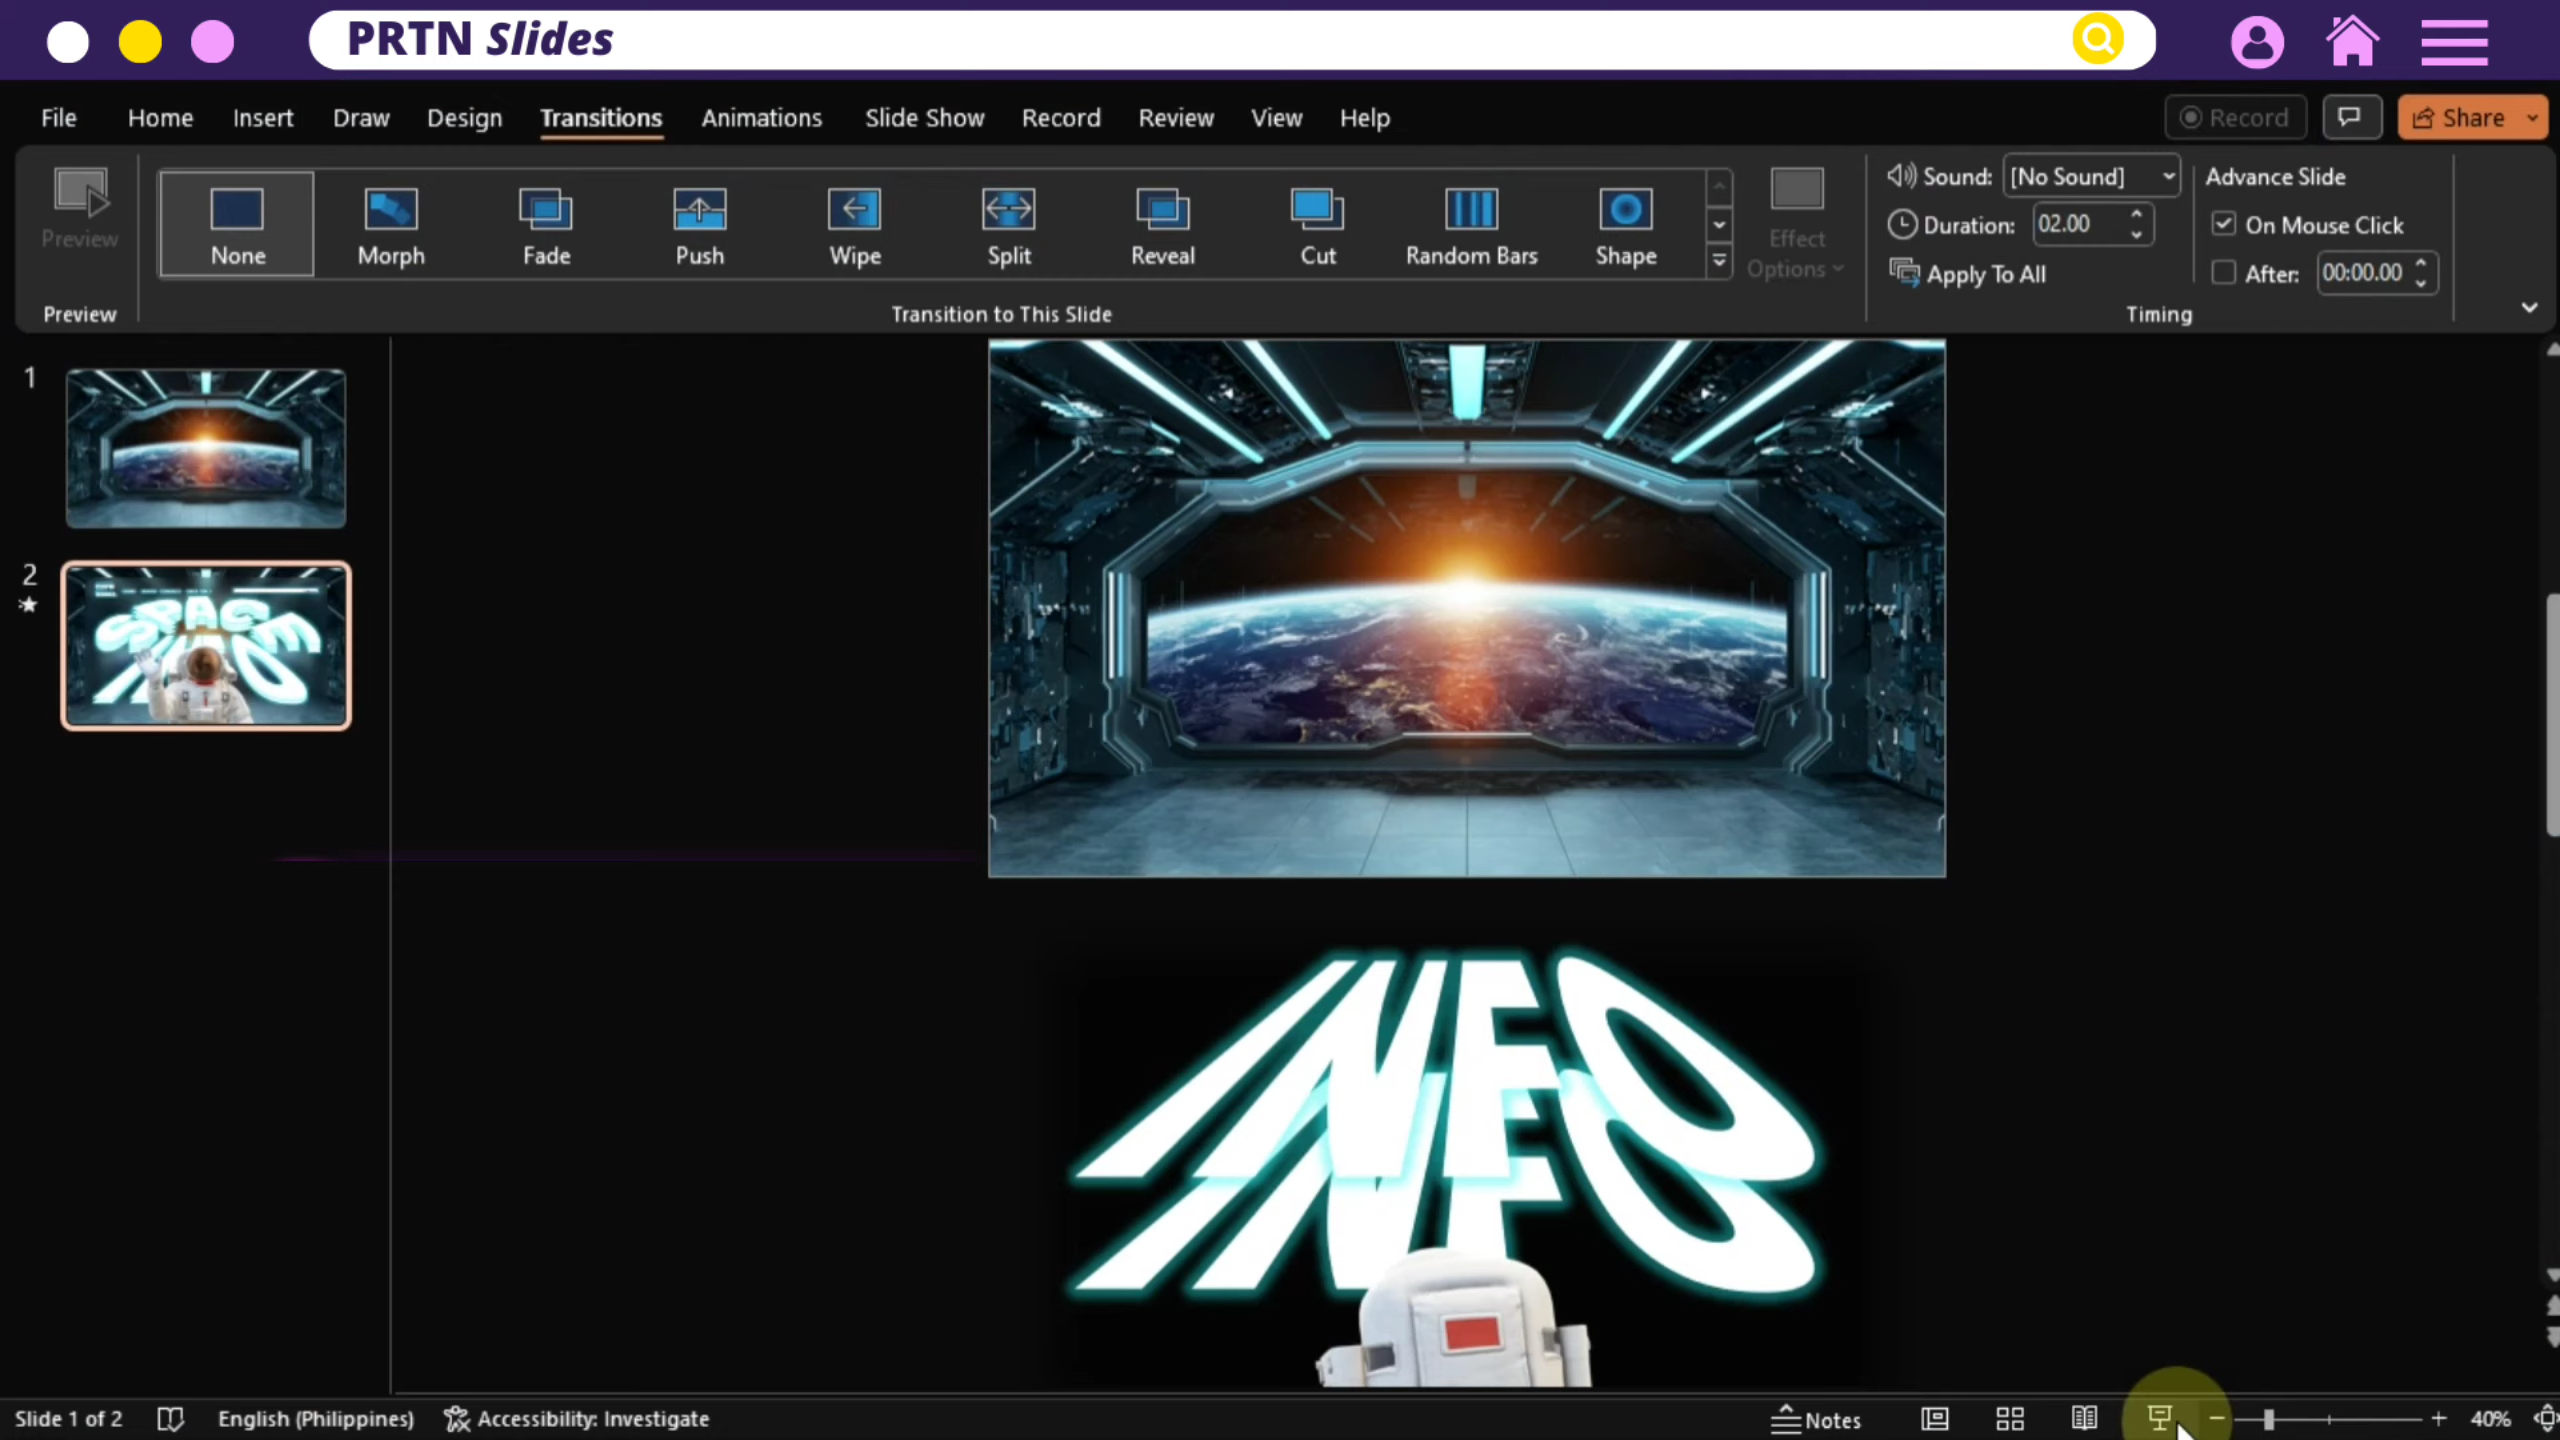 PRTN Slides
File Home Insert Draw Design Transitions Animations Slide Show Record Review View Help
Record
Share
Preview
None
Morph
Fade
Push
Wipe
Split
Reveal
Cut
Random Bars
Shape
Effect
Options
Sound: [No Sound]
Duration: 02.00
Apply To All
Advance Slide
On Mouse Click
After: 00:00.00
Preview
Transition to This Slide
Timing
1
2
SPACE
INFO
INFO
Slide 1 of 2
English (Philippines)
Accessibility: Investigate
Notes
40%